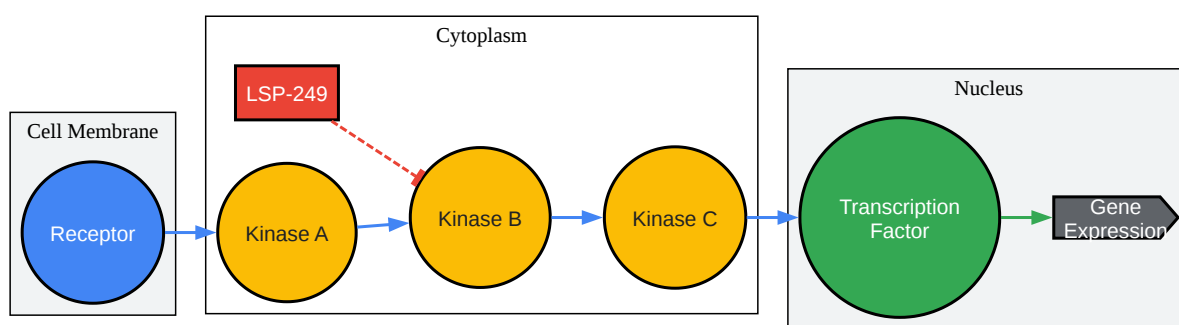 Cytoplasm
LSP-249
Nucleus
Cell Membrane
Receptor
Kinase A
Kinase B
Kinase C
Transcription
Factor
Gene
Expression